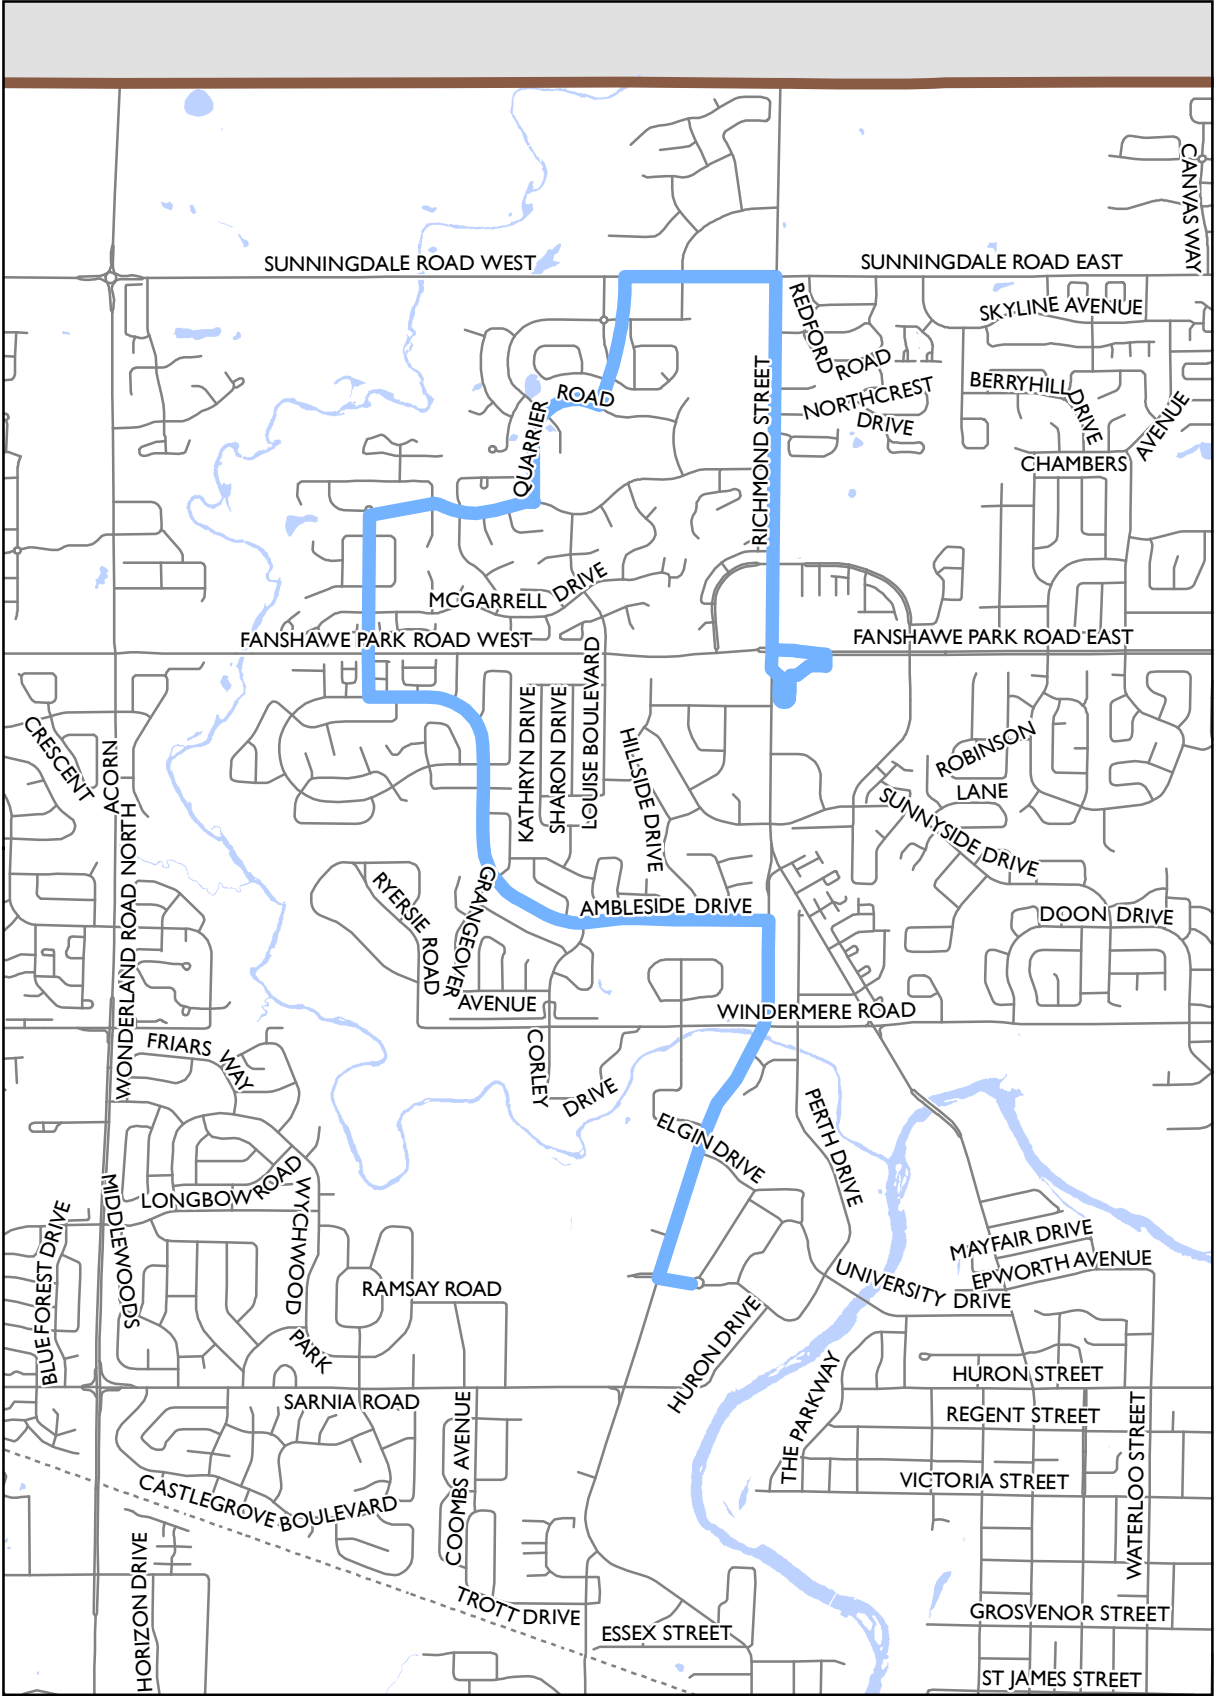 CANVAS WAY
SUNNINGDALE ROAD WEST
SUNNINGDALE ROAD EAST
SKYLINE AVENUE
REDFORD
ROAD
BERRYHILL
DRIVE
NORTHCREST
DRIVE
AVENUE
CHAMBERS
ROAD
QUARRIER
RICHMOND STREET
MCGARRELL
DRIVE
FANSHAWE PARK ROAD WEST
FANSHAWE PARK ROAD EAST
CRESCENT
ACORN
KATHRYN DRIVE
SHARON DRIVE
LOUISE BOULEVARD
HILLSIDE DRIVE
ROBINSON
LANE
SUNNYSIDE DRIVE
WONDERLAND ROAD NORTH
RYERSIE ROAD
GRANGEOVER
AVENUE
AMBLESIDE DRIVE
DOON DRIVE
WINDERMERE ROAD
FRIARS
WAY
CORLEY
DRIVE
ELGIN DRIVE
PERTH DRIVE
LONGBOW
ROAD
MIDDLEWOODS
WYCHWOOD
PARK
BLUE FOREST DRIVE
RAMSAY ROAD
MAYFAIR DRIVE
EPWORTH AVENUE
UNIVERSITY DRIVE
HURON DRIVE
HURON STREET
SARNIA ROAD
REGENT STREET
THE PARKWAY
VICTORIA STREET
WATERLOO STREET
CASTLEGROVE BOULEVARD
COOMBS AVENUE
HORIZON DRIVE
TROTT DRIVE
ESSEX STREET
GROSVENOR STREET
ST JAMES STREET